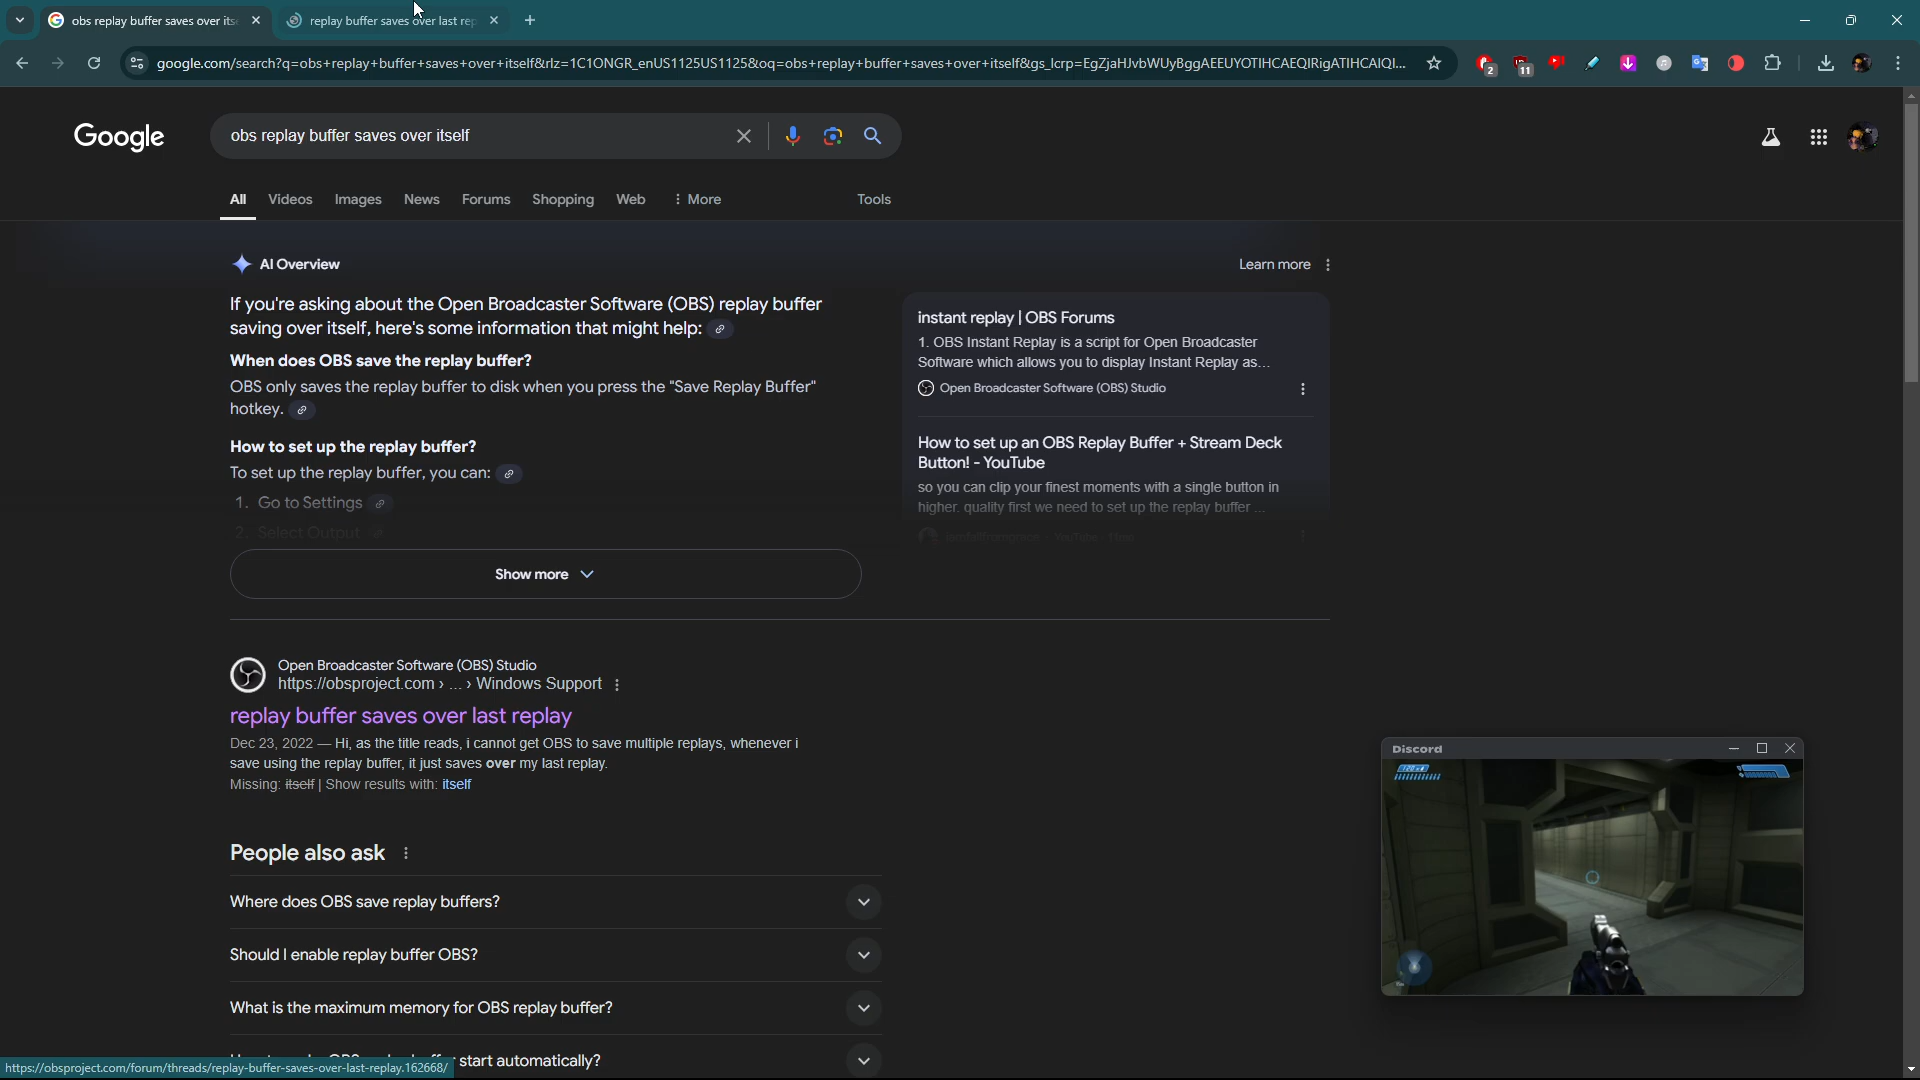 obs replay buffer saves over its
replay buffer saves over last rep
google.com/search?q=obs+replay+buffer+saves+over+itself&rlz=1C1ONGR_enUS1125US1125&oq=obs+replay+buffer+saves+over+itself&gs_lcrp=EgZjaHJvbWUyBggAEEUYOTIHCAEQIRigATIHCAIQI...
2
11
Google
obs replay buffer saves over itself
All Videos Images News Forums Shopping Web More Tools
AI Overview
Learn more
If you're asking about the Open Broadcaster Software (OBS) replay buffer
saving over itself, here's some information that might help:
When does OBS save the replay buffer?
OBS only saves the replay buffer to disk when you press the "Save Replay Buffer"
hotkey.
How to set up the replay buffer?
To set up the replay buffer, you can:
1. Go to Settings
2. Select Output
instant replay | OBS Forums
1. OBS Instant Replay is a script for Open Broadcaster
Software which allows you to display Instant Replay as...
Open Broadcaster Software (OBS) Studio
How to set up an OBS Replay Buffer + Stream Deck
Button! - YouTube
so you can clip your finest moments with a single button in
higher. quality first we need to set up the replay buffer ...
Show more
Open Broadcaster Software (OBS) Studio
https://obsproject.com › ... › Windows Support
replay buffer saves over last replay
Dec 23, 2022 — Hi, as the title reads, i cannot get OBS to save multiple replays, whenever i
save using the replay buffer, it just saves over my last replay.
Missing: itself | Show results with: itself
People also ask
Where does OBS save replay buffers?
Should I enable replay buffer OBS?
What is the maximum memory for OBS replay buffer?
start automatically?
https://obsproject.com/forum/threads/replay-buffer-saves-over-last-replay.162668/
Discord